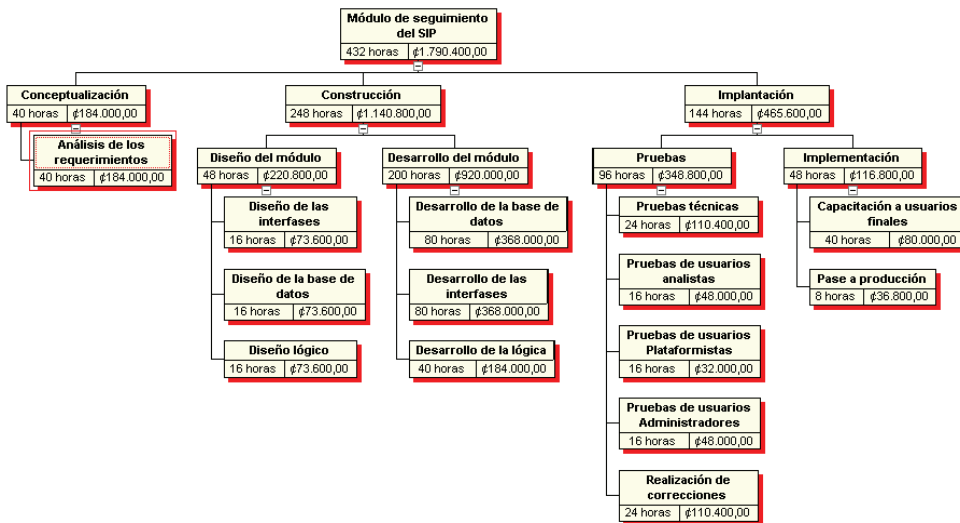 Módulo de seguimiento
del SIP
432 horas ¢1.790.400,00
Conceptualización
40 horas ¢184.000,00
Construcción
248 horas ¢1.140.800,00
Implantación
144 horas ¢465.600,00
Análisis de los
requerimientos
40 horas ¢184.000,00
Diseño del módulo
48 horas ¢220.800,00
Desarrollo del módulo
200 horas ¢920.000,00
Pruebas
96 horas ¢348.800,00
Implementación
48 horas ¢116.800,00
Diseño de las
interfases
16 horas ¢73.600,00
Desarrollo de la base de
datos
80 horas ¢368.000,00
Pruebas técnicas
24 horas ¢110.400,00
Capacitación a usuarios
finales
40 horas ¢80.000,00
Diseño de la base de
datos
16 horas ¢73.600,00
Desarrollo de las
interfases
80 horas ¢368.000,00
Pruebas de usuarios
analistas
16 horas ¢48.000,00
Pase a producción
8 horas ¢36.800,00
Diseño lógico
16 horas ¢73.600,00
Desarrollo de la lógica
40 horas ¢184.000,00
Pruebas de usuarios
Plataformistas
16 horas ¢32.000,00
Pruebas de usuarios
Administradores
16 horas ¢48.000,00
Realización de
correcciones
24 horas ¢110.400,00